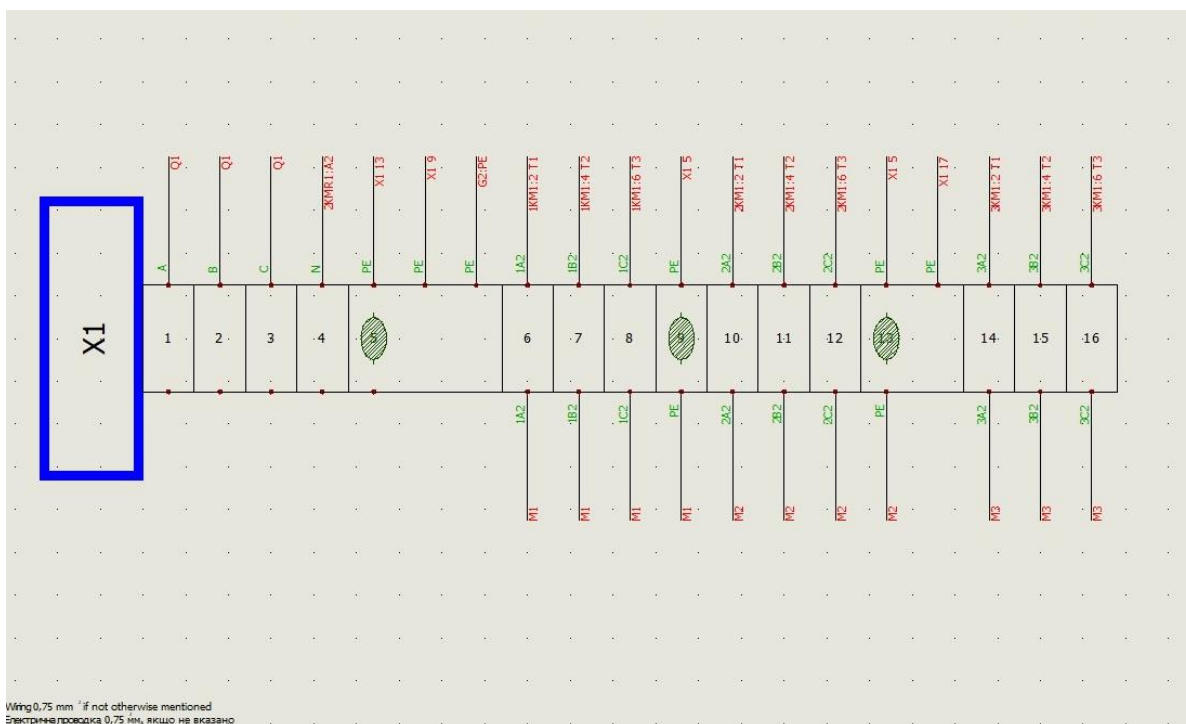 Q1 Q1 Q1 2KMR1:A2 X1 13 X1 9 G2:PE 1KM1:2 T1 1KM1:4 T2 1KM1:6 T3 X1 5 2KM1:2 T1 2KM1:4 T2 2KM1:6 T3 X1 5 X1 17 3KM1:2 T1 3KM1:4 T2 3KM1:6 T3
A B C N PE PE PE 1A2 1B2 1C2 PE 2A2 2B2 2C2 PE PE 3A2 3B2 3C2
X1 1 2 3 4 5 6 7 8 9 10 11 12 13 14 15 16
1A2 1B2 1C2 PE 2A2 2B2 2C2 PE 3A2 3B2 3C2
M1 M1 M1 M1 M2 M2 M2 M2 M3 M3 M3
Wiring 0,75 mm² if not otherwise mentioned
Електрична проводка 0,75 мм², якщо не вказано